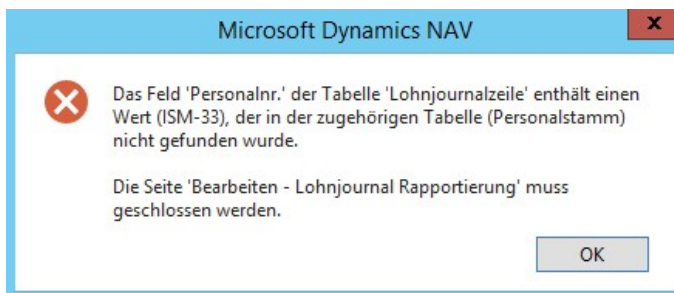 Microsoft Dynamics NAV
x
Das Feld 'Personalnr.' der Tabelle 'Lohnjournalzeile' enthält einen
Wert (ISM-33), der in der zugehörigen Tabelle (Personalstamm)
nicht gefunden wurde.
Die Seite 'Bearbeiten - Lohnjournal Rapportierung' muss
geschlossen werden.
OK